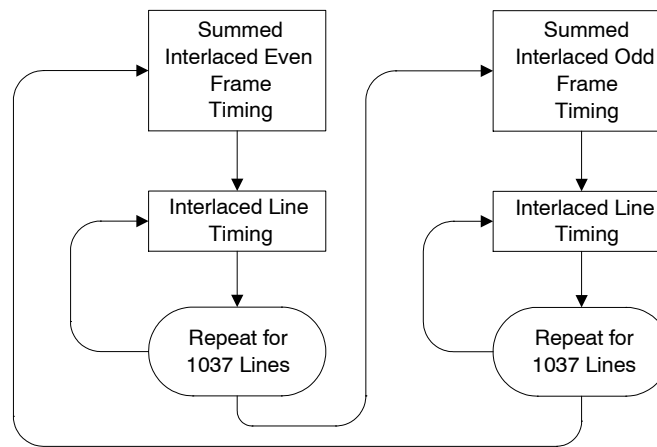 Summed
Interlaced Even
Frame
Timing
Interlaced Line
Timing
Repeat for
1037 Lines
Summed
Interlaced Odd
Frame
Timing
Interlaced Line
Timing
Repeat for
1037 Lines